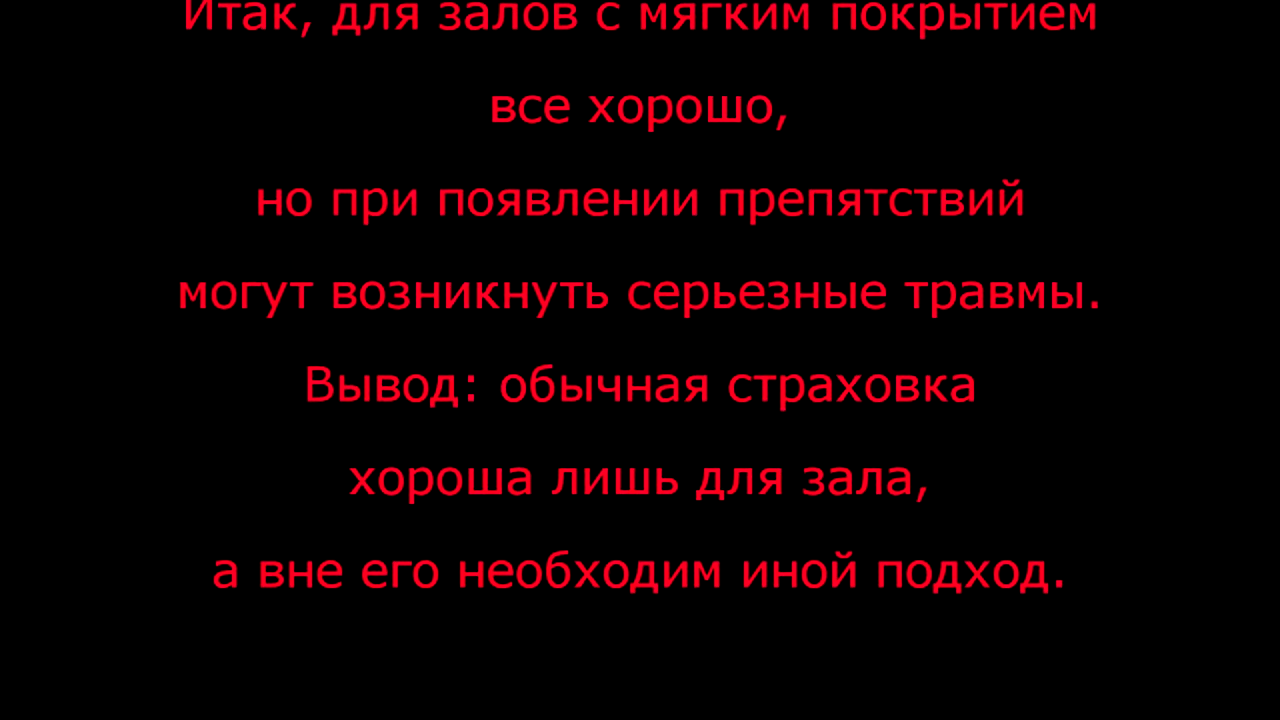 Итак, для залов с мягким покрытием
все хорошо,
но при появлении препятствий
могут возникнуть серьезные травмы.
Вывод: обычная страховка
хороша лишь для зала,
а вне его необходим иной подход.